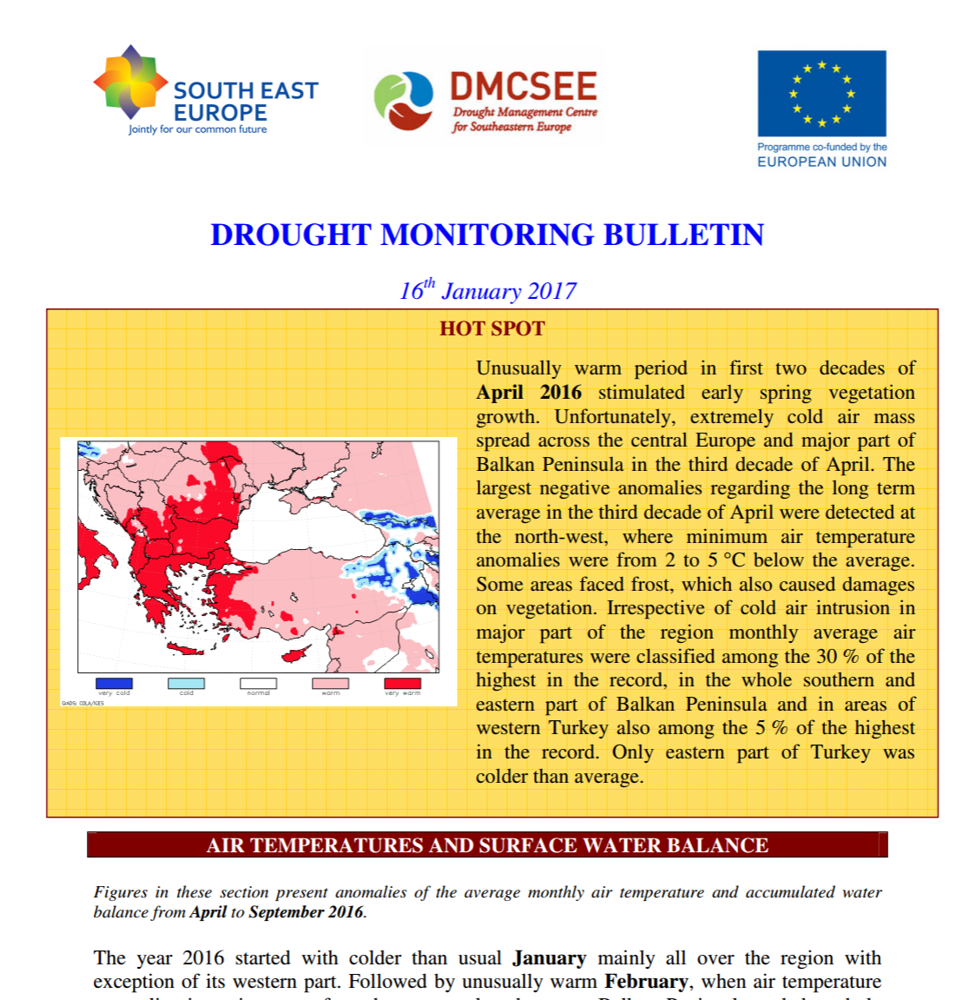 SOUTH EAST
EUROPE
Jointly for our common future
DMCSEE
Drought Management Centre
for Southeastern Europe
Programme co-funded by the
EUROPEAN UNION
DROUGHT MONITORING BULLETIN
16th January 2017
HOT SPOT
Unusually warm period in first two decades of
April 2016 stimulated early spring vegetation
growth. Unfortunately, extremely cold air mass
spread across the central Europe and major part of
Balkan Peninsula in the third decade of April. The
largest negative anomalies regarding the long term
average in the third decade of April were detected at
the north-west, where minimum air temperature
anomalies were from 2 to 5 °C below the average.
Some areas faced frost, which also caused damages
on vegetation. Irrespective of cold air intrusion in
major part of the region monthly average air
temperatures were classified among the 30 % of the
highest in the record, in the whole southern and
eastern part of Balkan Peninsula and in areas of
western Turkey also among the 5 % of the highest
in the record. Only eastern part of Turkey was
colder than average.
very cold cold normal warm very warm
GrADS: COLA/IGES
AIR TEMPERATURES AND SURFACE WATER BALANCE
Figures in these section present anomalies of the average monthly air temperature and accumulated water
balance from April to September 2016.
The year 2016 started with colder than usual January mainly all over the region with
exception of its western part. Followed by unusually warm February, when air temperature